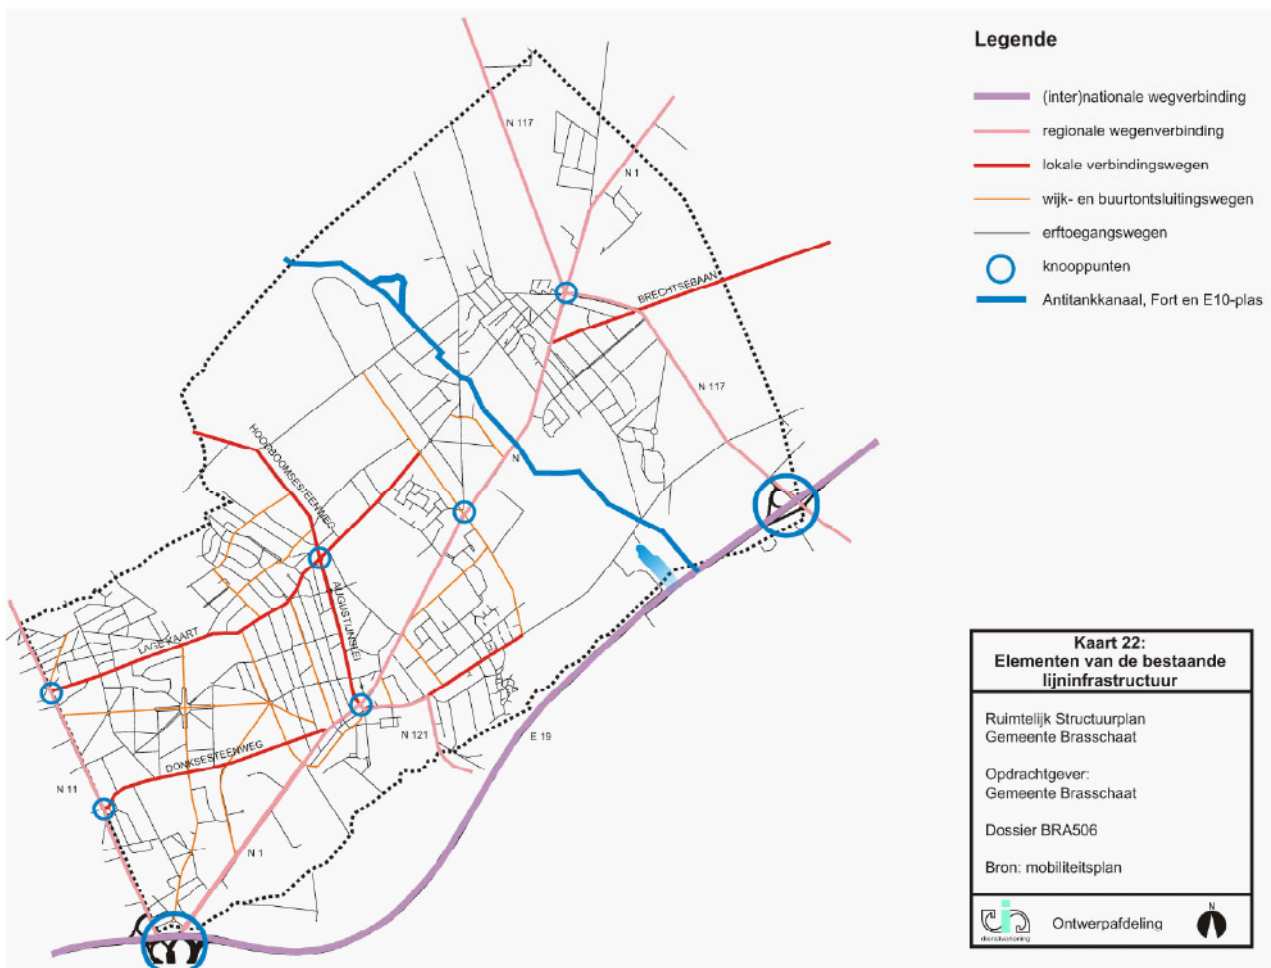 Legende
(inter)nationale wegverbinding
regionale wegenverbinding
lokale verbindingswegen
wijk- en buurtontsluitingswegen
erftoegangswegen
knooppunten
Antitankkanaal, Fort en E10-plas
N 117
N 1
BRECHTSEBAAN
N 117
HOOGBOOMSESTEENWEG
N
AUGUSTIJNSLEI
LAGE KAART
N 121
E 19
DONKSESTEENWEG
N 11
N 1
Kaart 22:
Elementen van de bestaande
lijninfrastructuur
Ruimtelijk Structuurplan
Gemeente Brasschaat
Opdrachtgever:
Gemeente Brasschaat
Dossier BRA506
Bron: mobiliteitsplan
cin
dienstverlening
Ontwerpafdeling
N